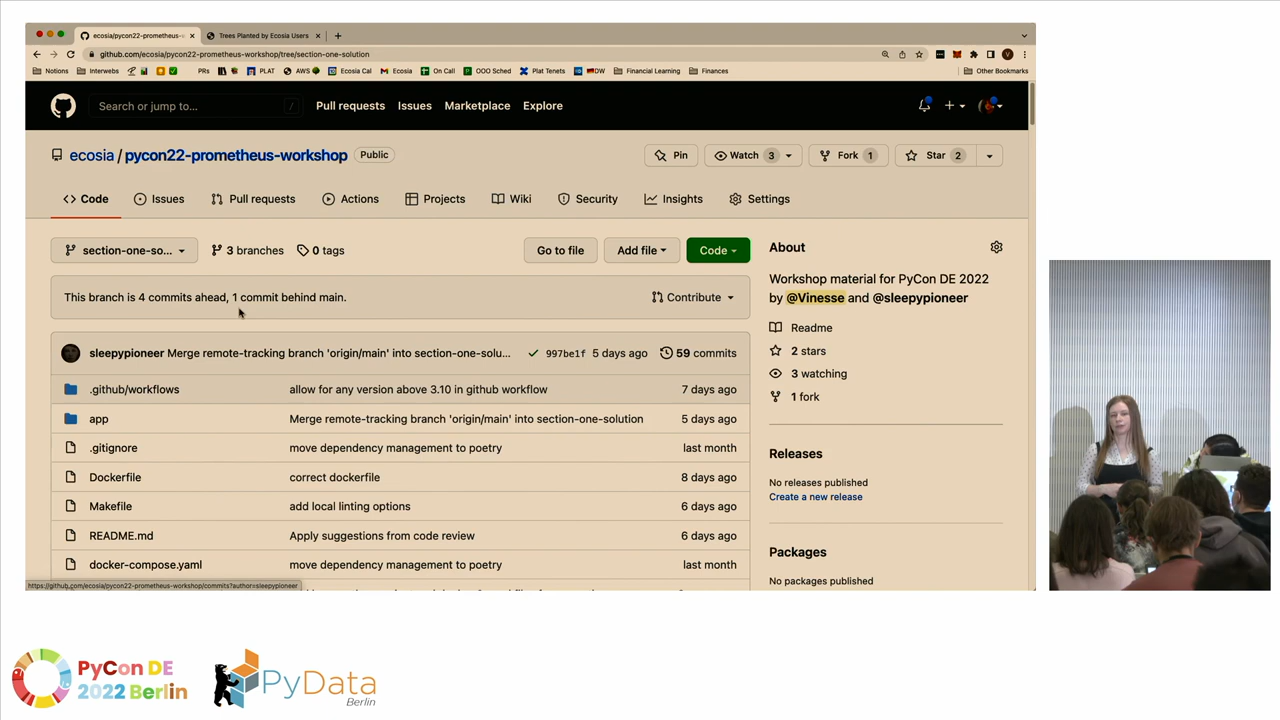 ecosia/pycon22-prometheus-w
Trees Planted by Ecosia Users
github.com/ecosia/pycon22-prometheus-workshop/tree/section-one-solution
Notions
Interwebs
PRs
PLAT
AWS
Ecosia Cal
Ecosia
On Call
OOO Sched
Plat Tenets
DW
Financial Learning
Finances
Other Bookmarks
Search or jump to...
/
Pull requests
Issues
Marketplace
Explore
ecosia / pycon22-prometheus-workshop Public
Pin
Watch 3
Fork 1
Star 2
Code
Issues
Pull requests
Actions
Projects
Wiki
Security
Insights
Settings
section-one-so...
3 branches
0 tags
Go to file
Add file
Code
This branch is 4 commits ahead, 1 commit behind main.
Contribute
sleepypioneer Merge remote-tracking branch 'origin/main' into section-one-solu... 997be1f 5 days ago 59 commits
.github/workflows allow for any version above 3.10 in github workflow 7 days ago
app Merge remote-tracking branch 'origin/main' into section-one-solution 5 days ago
.gitignore move dependency management to poetry last month
Dockerfile correct dockerfile 8 days ago
Makefile add local linting options 6 days ago
README.md Apply suggestions from code review 6 days ago
docker-compose.yaml move dependency management to poetry last month
About
Workshop material for PyCon DE 2022
by @Vinesse and @sleepypioneer
Readme
2 stars
3 watching
1 fork
Releases
No releases published
Create a new release
Packages
No packages published
https://github.com/ecosia/pycon22-prometheus-workshop/commits?author=sleepypioneer
PyCon DE
2022 Berlin
PyData
Berlin